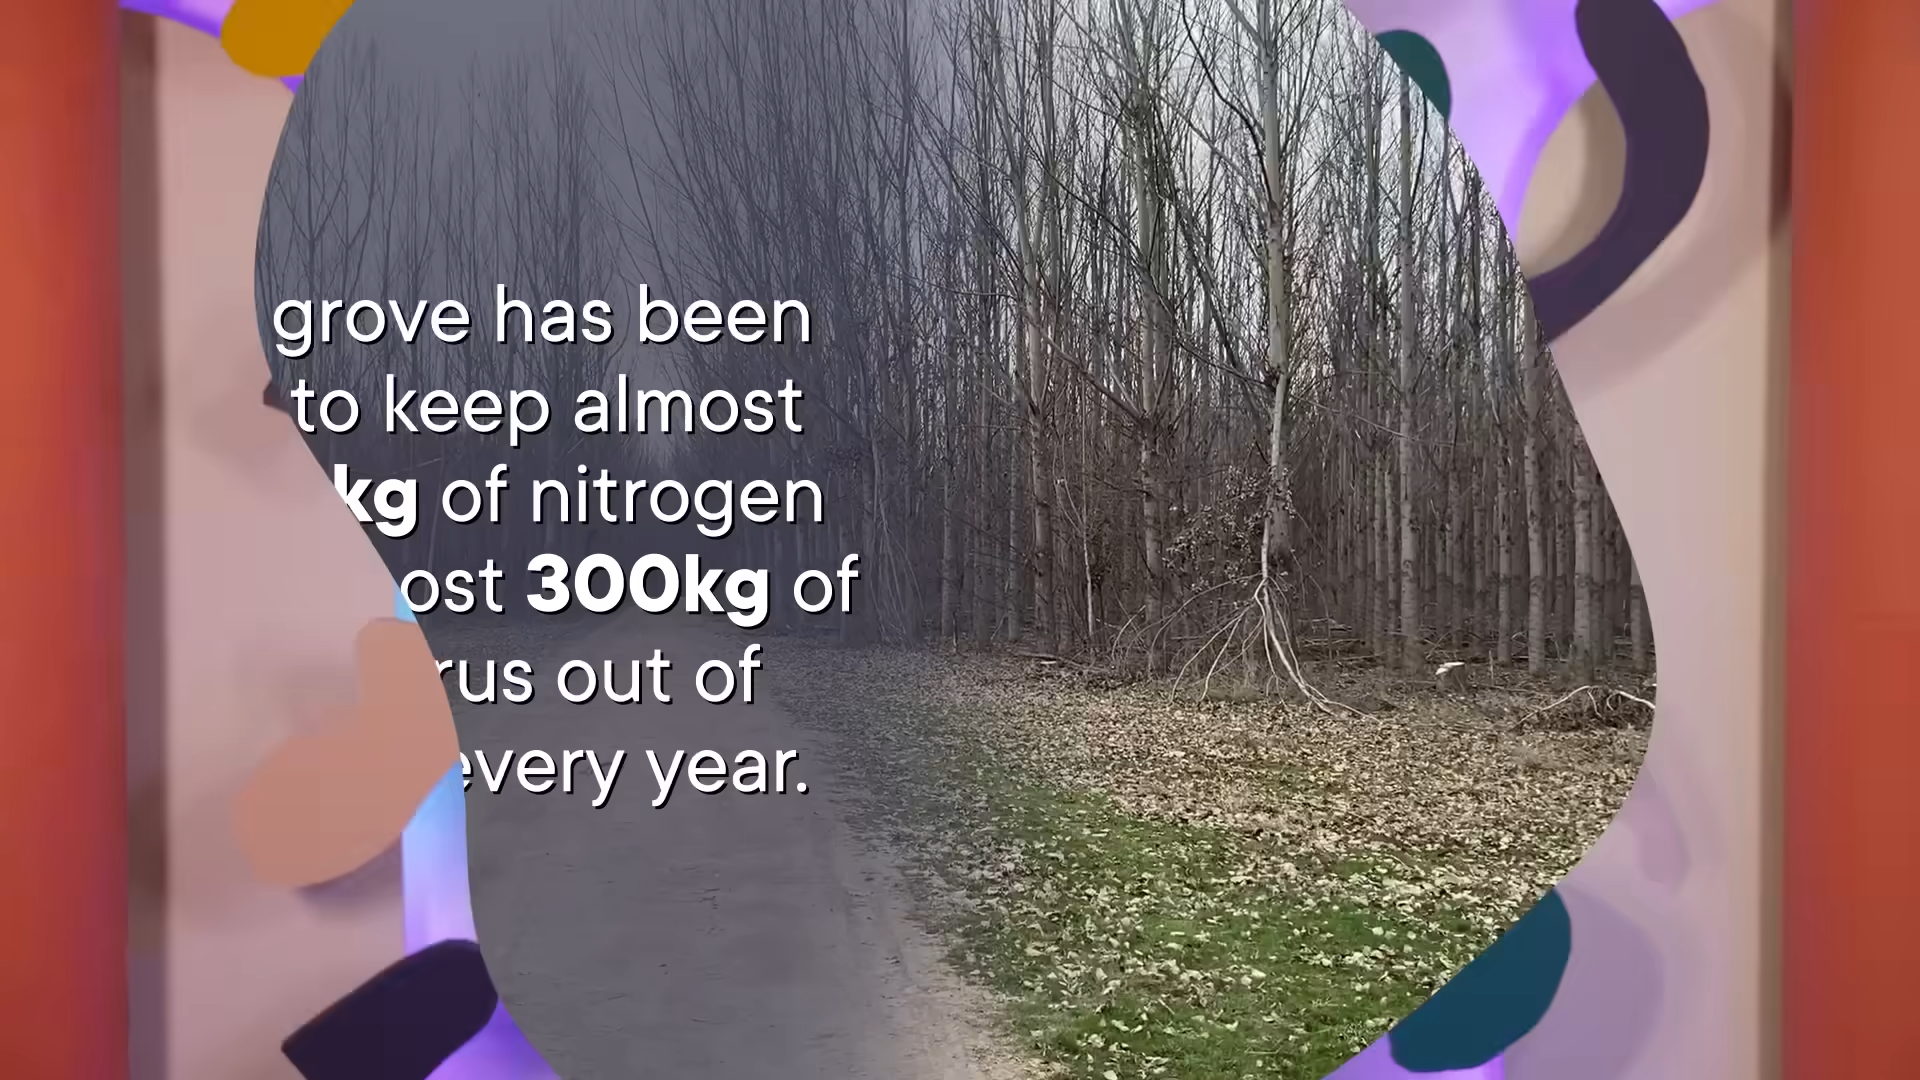 grove has been
to keep almost
kg of nitrogen
ost 300kg of
rus out of
every year.